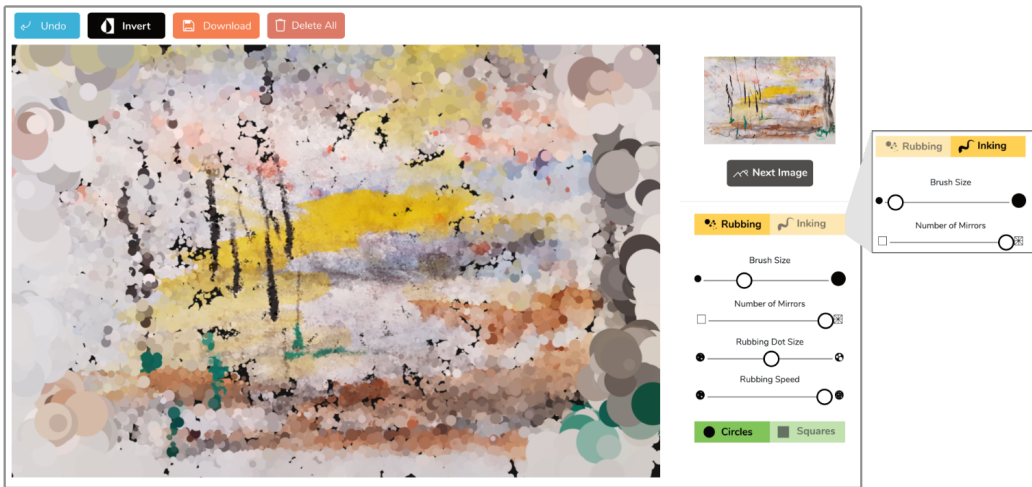 Undo
Invert
Download
Delete All
Next Image
Rubbing
Inking
Brush Size
Number of Mirrors
Rubbing Dot Size
Rubbing Speed
Circles
Squares
Rubbing
Inking
Brush Size
Number of Mirrors